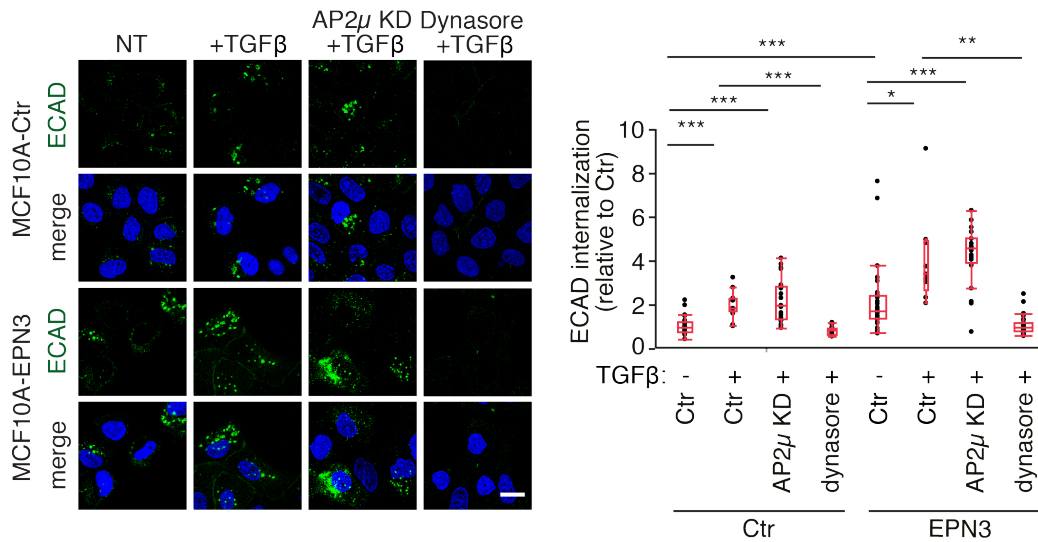 NT
+TGFβ
AP2μ KD
+TGFβ
Dynasore
+TGFβ
MCF10A-Ctr
ECAD
merge
MCF10A-EPN3
ECAD
merge
***
**
***
***
***
*
***
ECAD internalization
(relative to Ctr)
10
8
6
4
2
0
TGFβ: - + + + - + + +
Ctr
Ctr
AP2μ KD
dynasore
Ctr
Ctr
AP2μ KD
dynasore
Ctr
EPN3